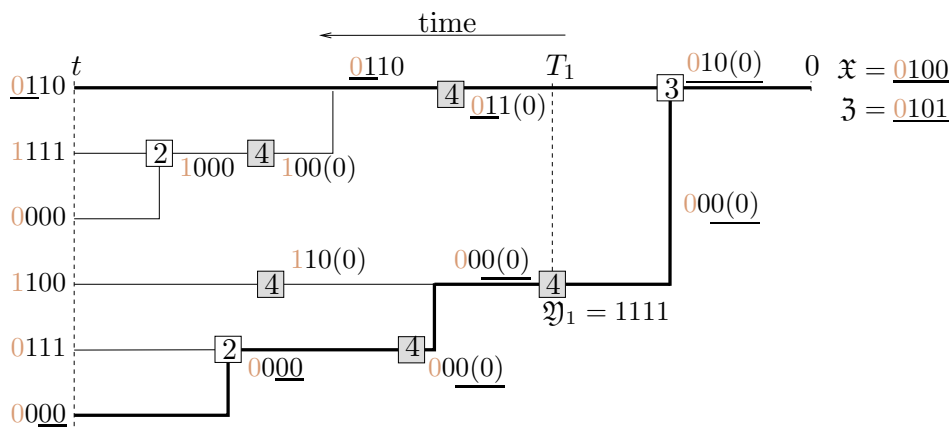 time
t 0110 T₁ 010(0) 0 𝔛 = 0100
0110 4 011(0) 3 ℨ = 0101
1111 2 1000 4 100(0)
0000 000(0)
1100 4 110(0) 000(0) 4
𝔜₁ = 1111
0111 2 0000 4 000(0)
0000